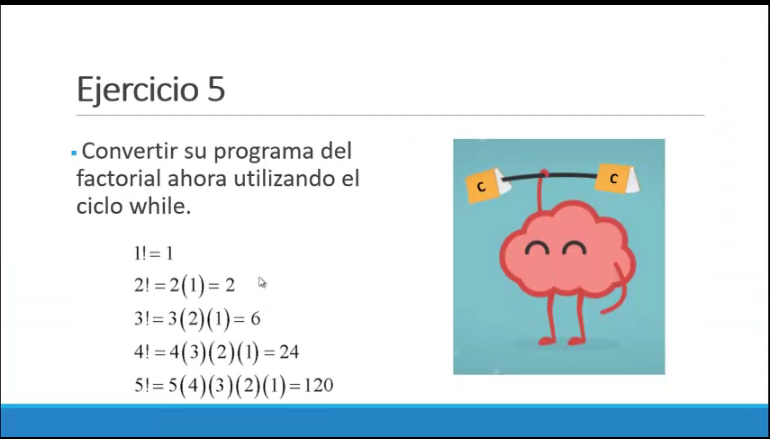 Ejercicio 5
▪ Convertir su programa del
factorial ahora utilizando el
ciclo while.
C C
1!= 1
2!=2(1)= 2
3!=3(2)(1)= 6
4!=4(3)(2)(1)=24
5!=5(4)(3)(2)(1)=120